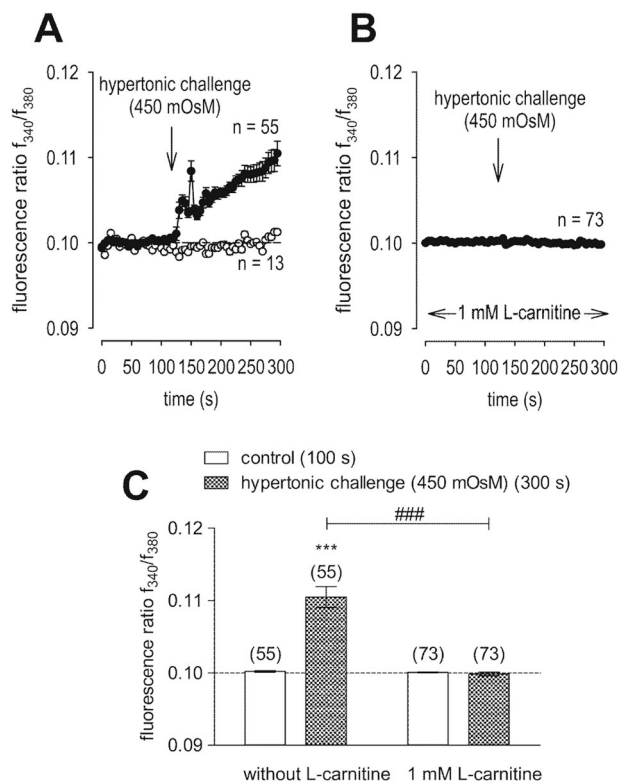 A
fluorescence ratio f340/f380
0.12
0.11
0.10
0.09
hypertonic challenge
(450 mOsM)
n = 55
n = 13
0 50 100 150 200 250 300
time (s)
B
fluorescence ratio f340/f380
0.12
0.11
0.10
0.09
hypertonic challenge
(450 mOsM)
n = 73
1 mM L-carnitine
0 50 100 150 200 250 300
time (s)
C
control (100 s)
hypertonic challenge (450 mOsM) (300 s)
fluorescence ratio f340/f380
0.12
0.11
0.10
0.09
###
***
(55)
(55)
(73)
(73)
without L-carnitine
1 mM L-carnitine